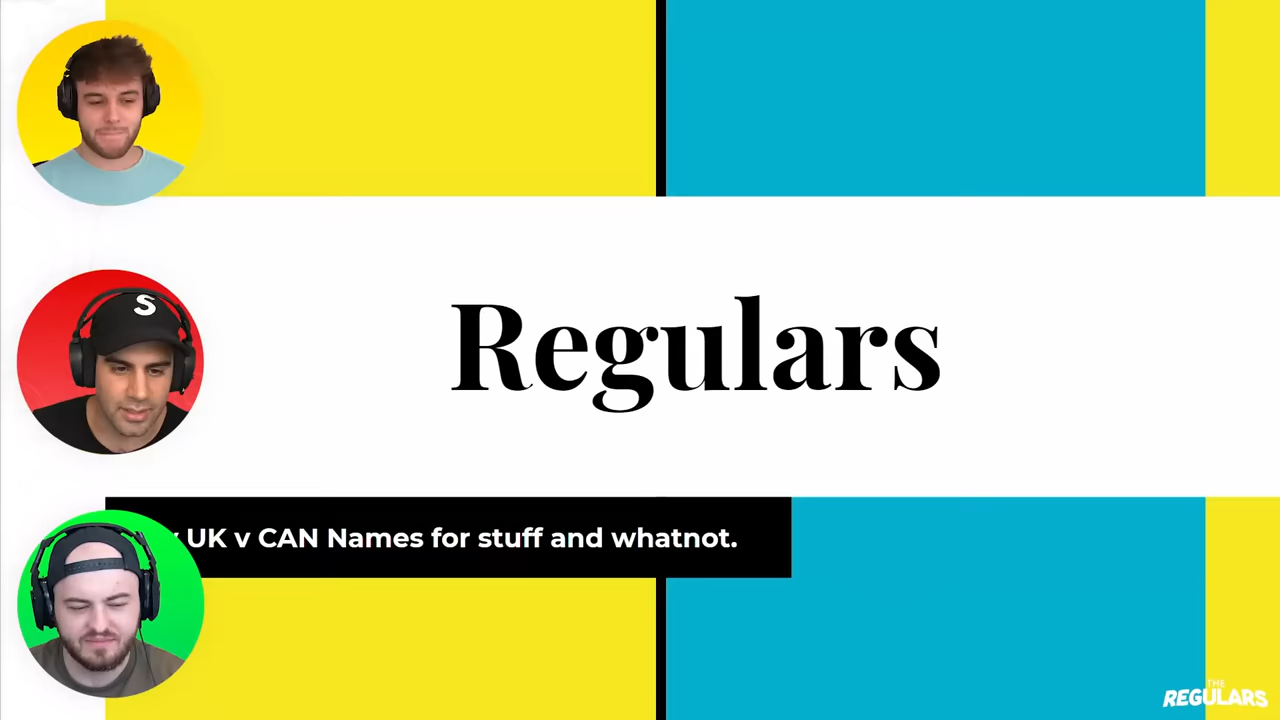 S
Regulars
UK v CAN Names for stuff and whatnot.
THE
REGULARS